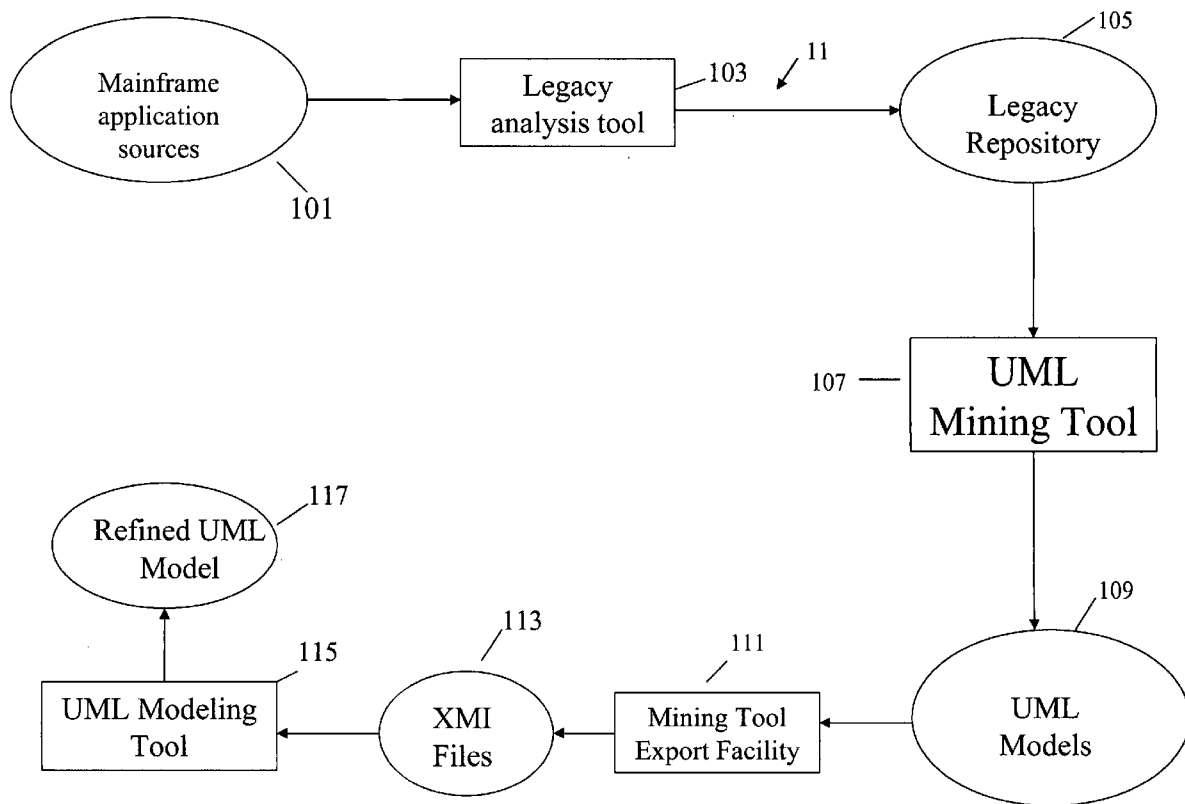 Mainframe
application
sources
101
Legacy
analysis tool
103
11
105
Legacy
Repository
107
UML
Mining Tool
109
UML
Models
111
Mining Tool
Export Facility
113
XMI
Files
115
UML Modeling
Tool
117
Refined UML
Model